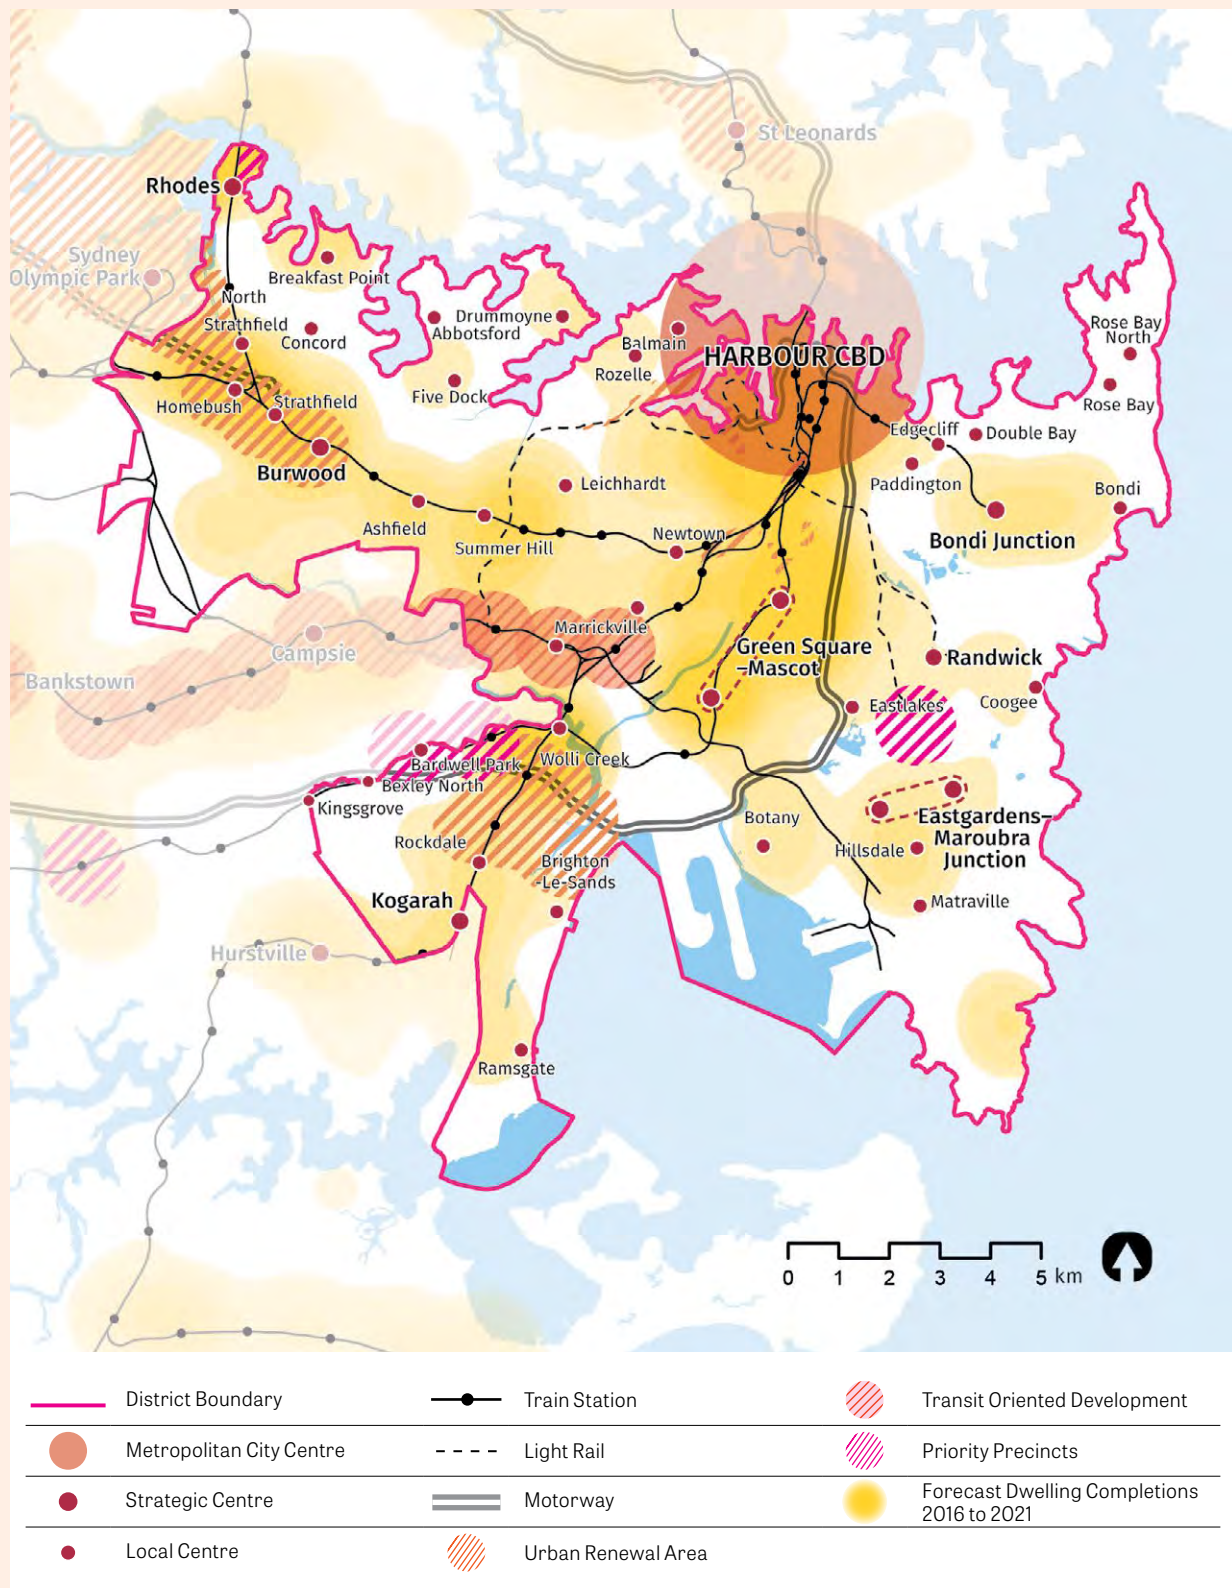 St Leonards
Rhodes
Sydney
Olympic Park
Breakfast Point
North
Strathfield
Concord
Drummoyne
Abbotsford
Balmain
Rozelle
HARBOUR CBD
Rose Bay
North
Rose Bay
Homebush
Strathfield
Five Dock
Burwood
Edgecliff
Double Bay
Leichhardt
Paddington
Bondi
Ashfield
Summer Hill
Newtown
Bondi Junction
Marrickville
Campsie
Bankstown
Green Square
–Mascot
Randwick
Coogee
Eastlakes
Bardwell Park
Wolli Creek
Bexley North
Kingsgrove
Rockdale
Botany
Eastgardens–
Maroubra
Junction
Hillsdale
Brighton
-Le-Sands
Kogarah
Matraville
Hurstville
Ramsgate
0 1 2 3 4 5 km
District Boundary
Train Station
Transit Oriented Development
Metropolitan City Centre
Light Rail
Priority Precincts
Strategic Centre
Motorway
Forecast Dwelling Completions
2016 to 2021
Local Centre
Urban Renewal Area